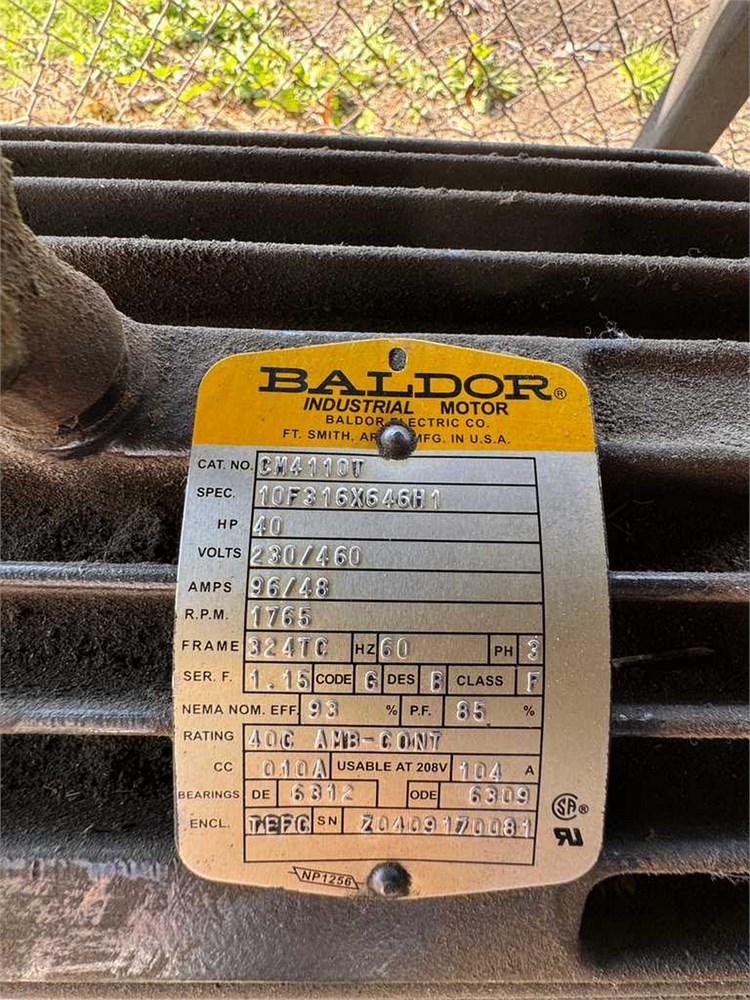 BALDOR®
INDUSTRIAL MOTOR
BALDOR ELECTRIC CO.
FT. SMITH, MFG. IN U.S.A.
CAT. NO. CM4110T
SPEC. 10F316X646H1
HP 40
VOLTS 230/460
AMPS 96/48
R.P.M. 1765
FRAME 324TC HZ 60 PH 3
SER. F. 1.15 CODE G DES B CLASS F
NEMA NOM. EFF. 93 % P.F. 85 %
RATING 40C AMB-CONT
CC 010A USABLE AT 208V 104 A
BEARINGS DE 6312 ODE 6309
ENCL. TEFC SN Z0409170081
SA®
NP1256